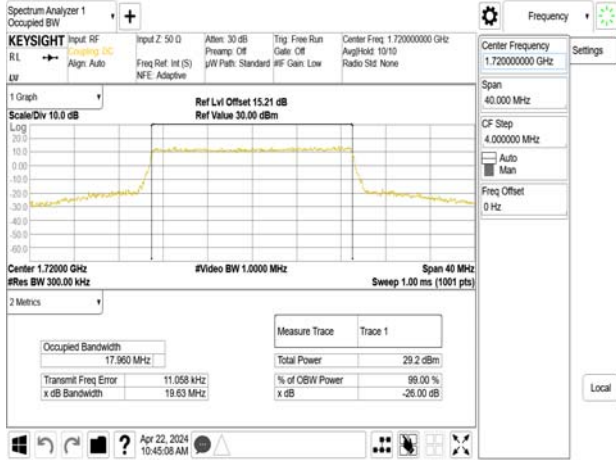 Spectrum Analyzer 1
Occupied BW
Frequency
KEYSIGHT
Input: RF
Coupling: DC
Align: Auto
Input Z: 50 Ω
Freq Ref: Int (S)
NFE: Adaptive
Atten: 30 dB
Preamp: Off
µW Path: Standard
Trig: Free Run
Gate: Off
#IF Gain: Low
Center Freq: 1.720000000 GHz
Avg|Hold: 10/10
Radio Std: None
RL
Center Frequency
1.720000000 GHz
Settings
Span
40.000 MHz
CF Step
4.000000 MHz
Auto
Man
Freq Offset
0 Hz
Local
1 Graph
Scale/Div 10.0 dB
Ref Lvl Offset 15.21 dB
Ref Value 30.00 dBm
Log
20.0
10.0
0.00
-10.0
-20.0
-30.0
-40.0
-50.0
-60.0
Center 1.72000 GHz
#Video BW 1.0000 MHz
Span 40 MHz
#Res BW 300.00 kHz
Sweep 1.00 ms (1001 pts)
2 Metrics
Measure Trace Trace 1
Occupied Bandwidth
17.960 MHz
Total Power 29.2 dBm
Transmit Freq Error 11.058 kHz
% of OBW Power 99.00 %
x dB Bandwidth 19.63 MHz
x dB -26.00 dB
?
Apr 22, 2024
10:45:08 AM